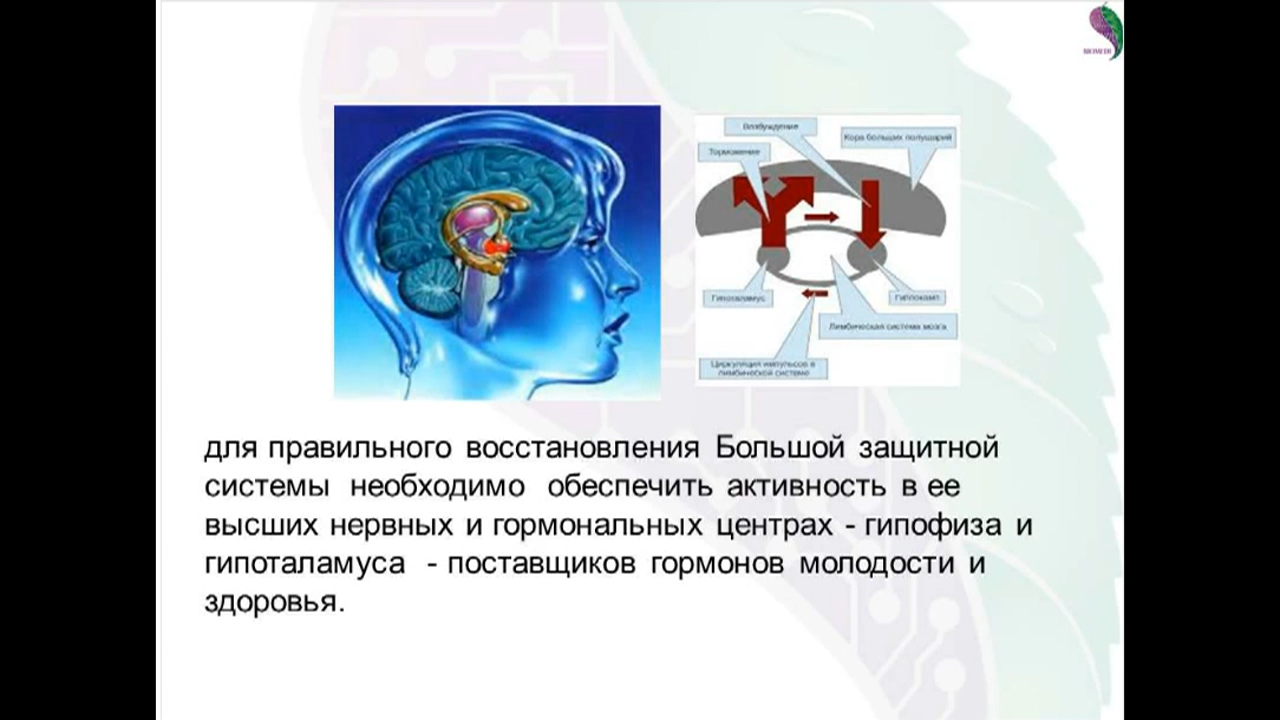 Возбуждение
Кора больших полушарий
Торможение
Гипоталамус
Гиппокамп
Лимбическая система мозга
Циркуляция импульсов в
лимбической системе
для правильного восстановления Большой защитной
системы необходимо обеспечить активность в ее
высших нервных и гормональных центрах - гипофиза и
гипоталамуса - поставщиков гормонов молодости и
здоровья.